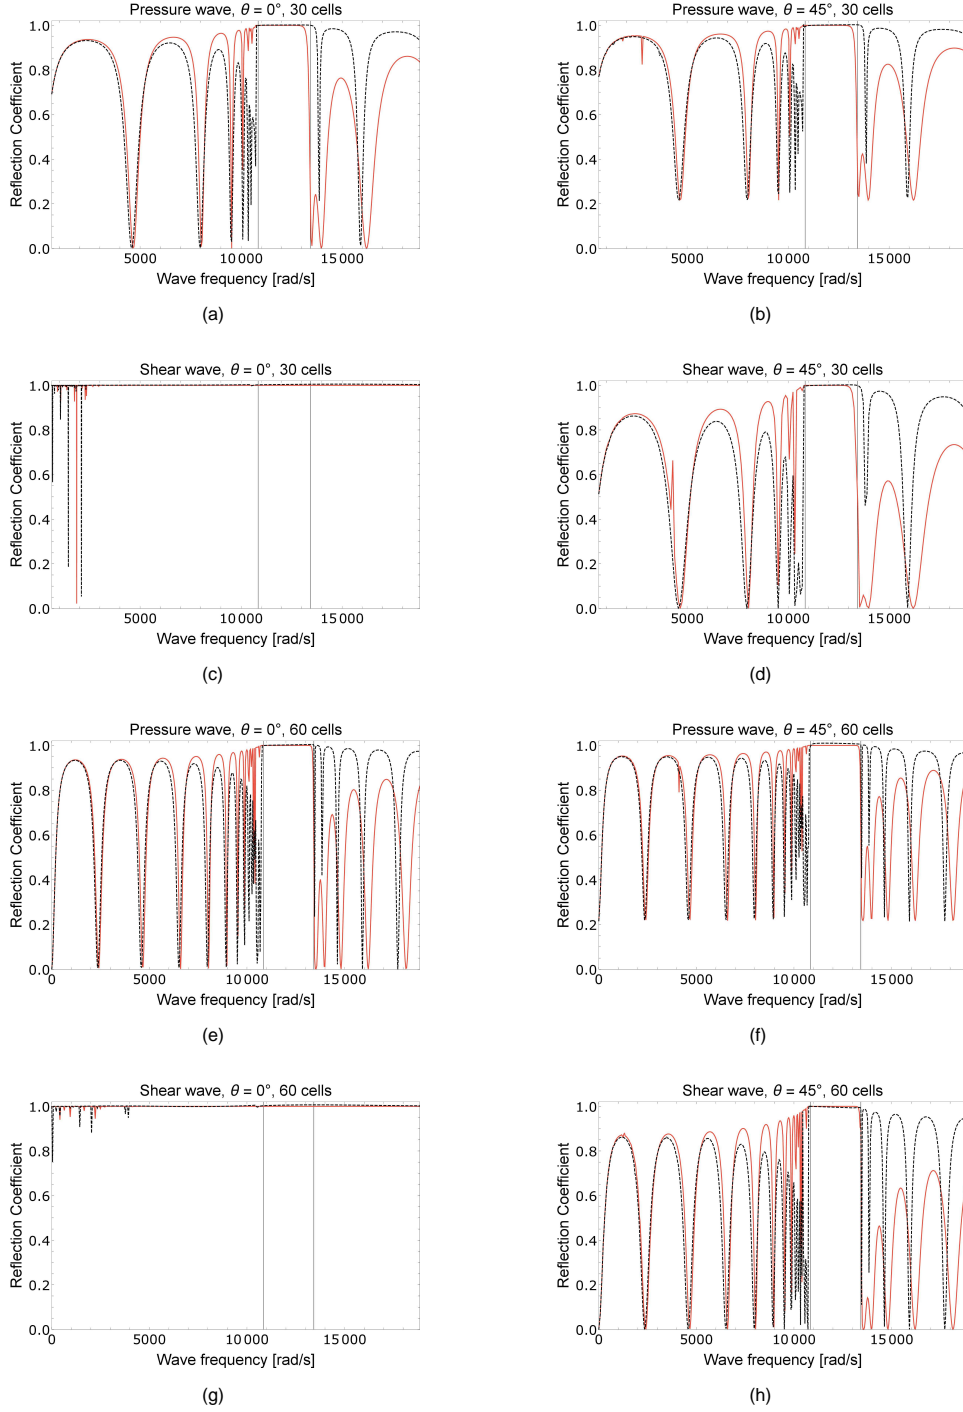 Pressure wave, θ = 0°, 30 cells
Reflection Coefficient
1.0
0.8
0.6
0.4
0.2
0.0
5000 10000 15000
Wave frequency [rad/s]
(a)
Pressure wave, θ = 45°, 30 cells
Reflection Coefficient
1.0
0.8
0.6
0.4
0.2
0.0
5000 10000 15000
Wave frequency [rad/s]
(b)
Shear wave, θ = 0°, 30 cells
Reflection Coefficient
1.0
0.8
0.6
0.4
0.2
0.0
5000 10000 15000
Wave frequency [rad/s]
(c)
Shear wave, θ = 45°, 30 cells
Reflection Coefficient
1.0
0.8
0.6
0.4
0.2
0.0
5000 10000 15000
Wave frequency [rad/s]
(d)
Pressure wave, θ = 0°, 60 cells
Reflection Coefficient
1.0
0.8
0.6
0.4
0.2
0.0
0 5000 10000 15000
Wave frequency [rad/s]
(e)
Pressure wave, θ = 45°, 60 cells
Reflection Coefficient
1.0
0.8
0.6
0.4
0.2
0.0
0 5000 10000 15000
Wave frequency [rad/s]
(f)
Shear wave, θ = 0°, 60 cells
Reflection Coefficient
1.0
0.8
0.6
0.4
0.2
0.0
0 5000 10000 15000
Wave frequency [rad/s]
(g)
Shear wave, θ = 45°, 60 cells
Reflection Coefficient
1.0
0.8
0.6
0.4
0.2
0.0
0 5000 10000 15000
Wave frequency [rad/s]
(h)